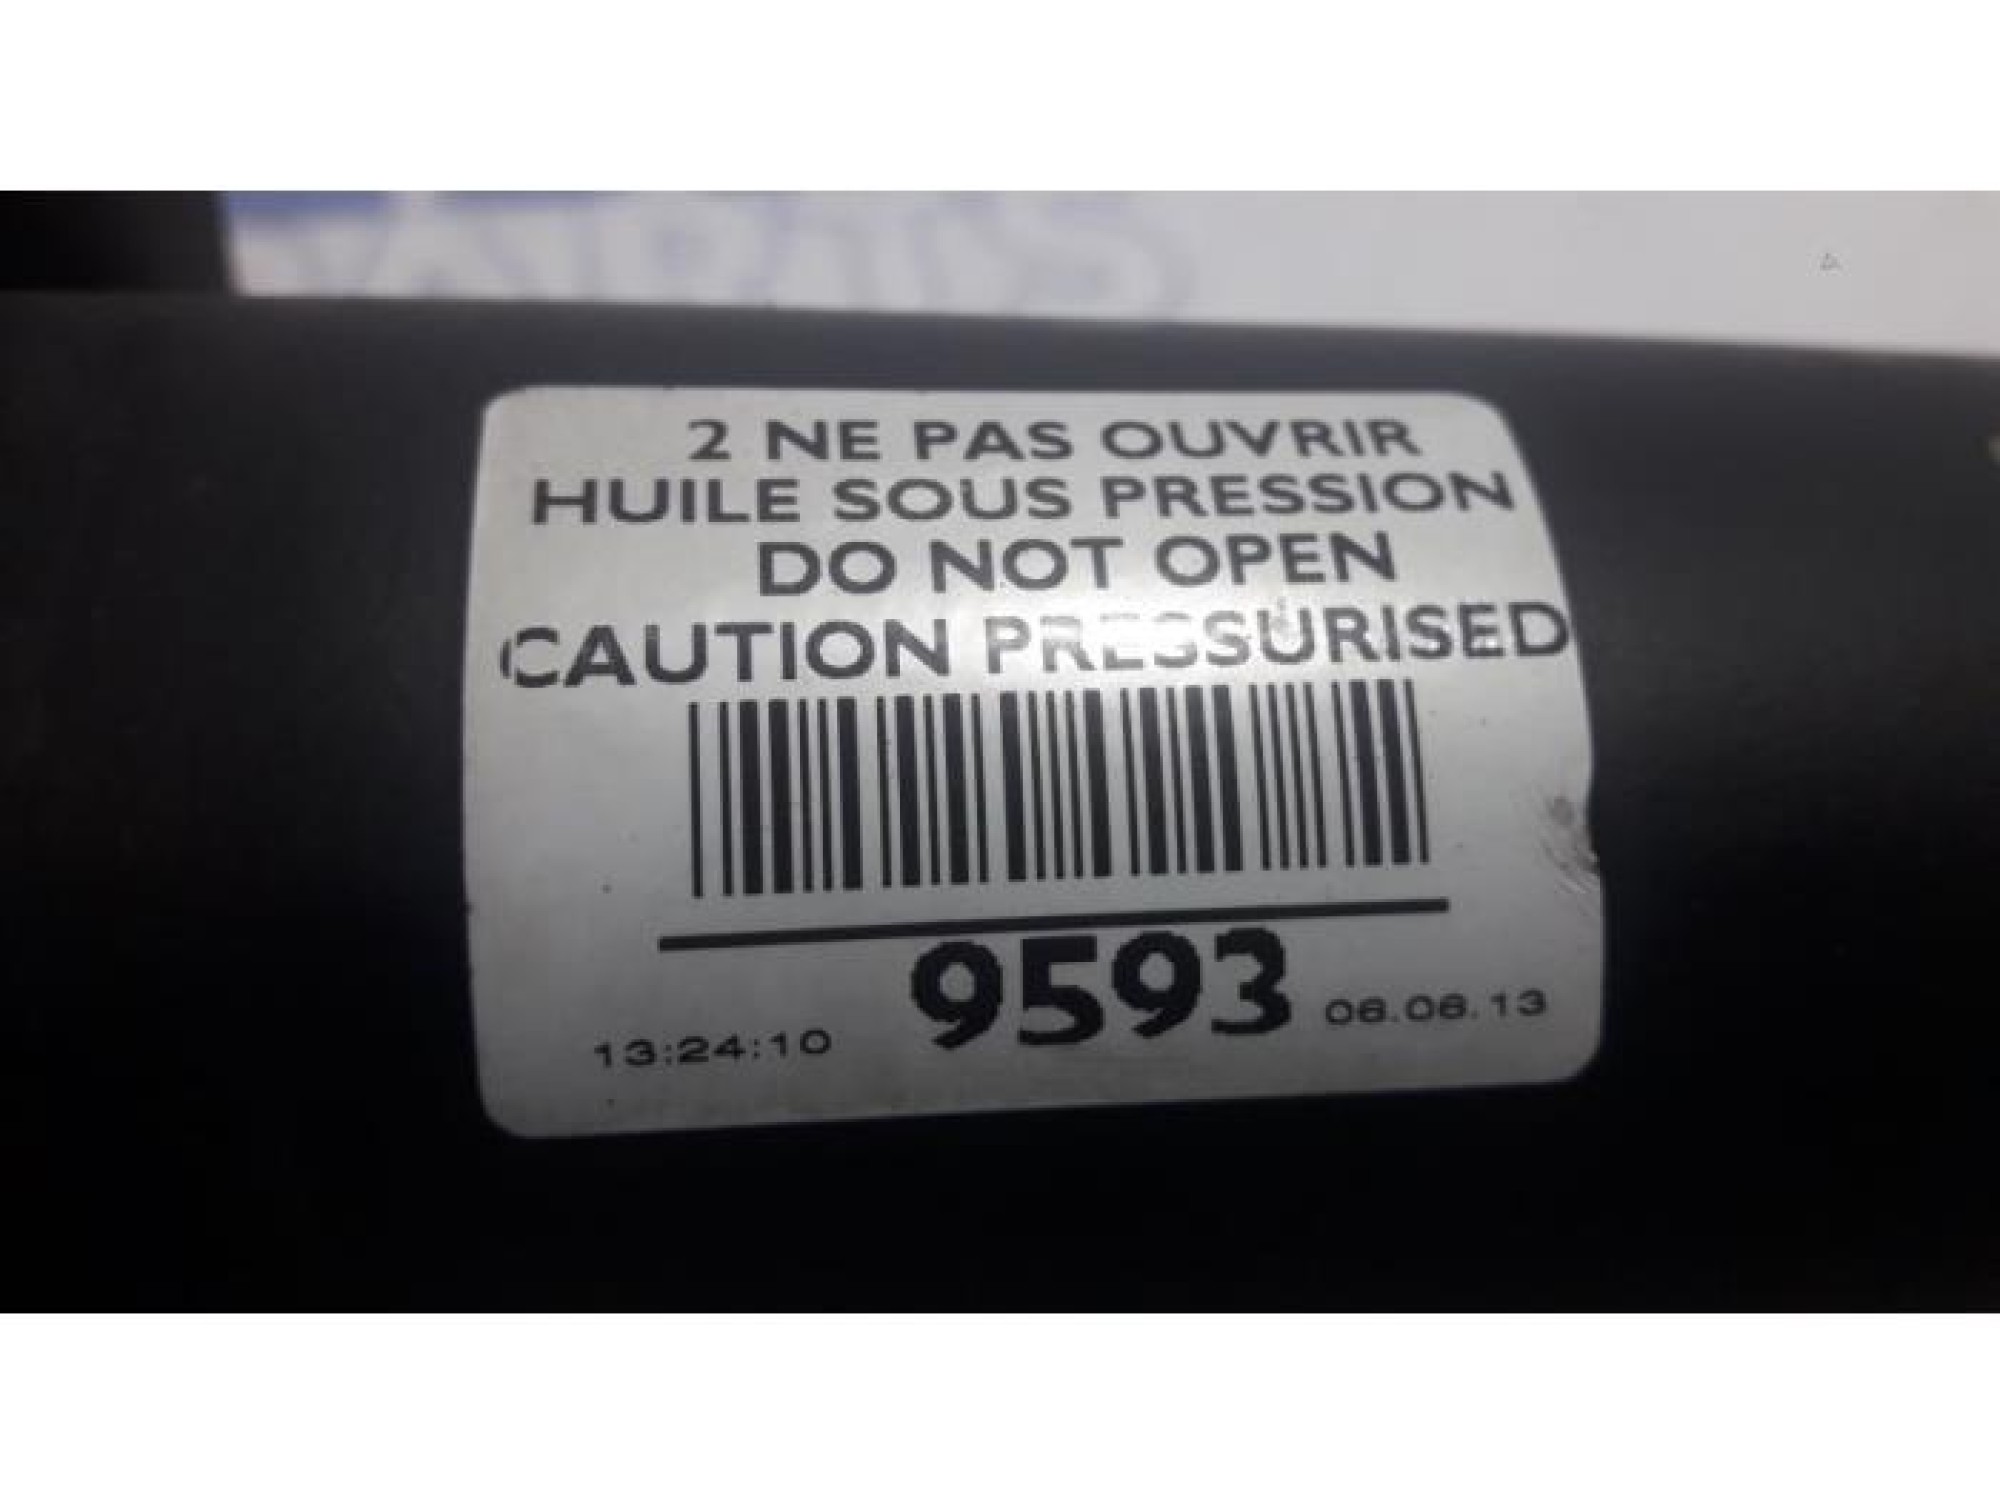 2 NE PAS OUVRIR
HUILE SOUS PRESSION
DO NOT OPEN
CAUTION PRESSURISED
9593
13:24:10 06.06.13